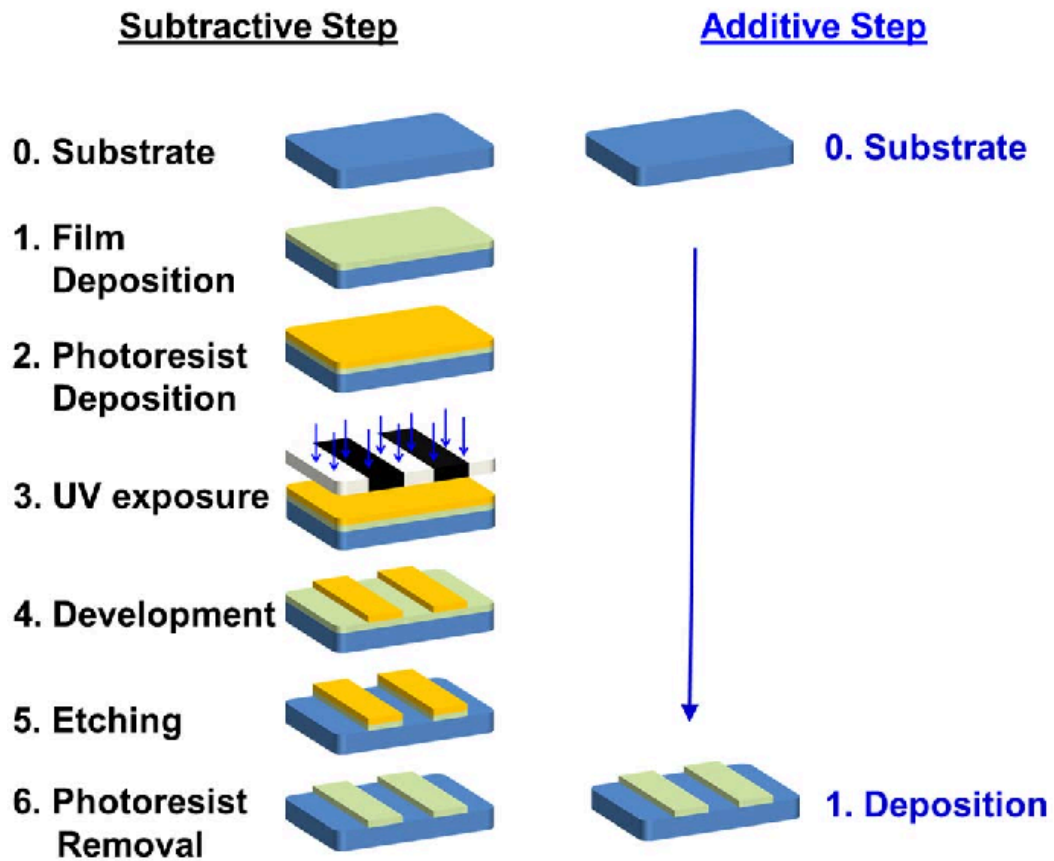 Subtractive Step
Additive Step
0. Substrate
0. Substrate
1. Film
Deposition
2. Photoresist
Deposition
3. UV exposure
4. Development
5. Etching
6. Photoresist
Removal
1. Deposition